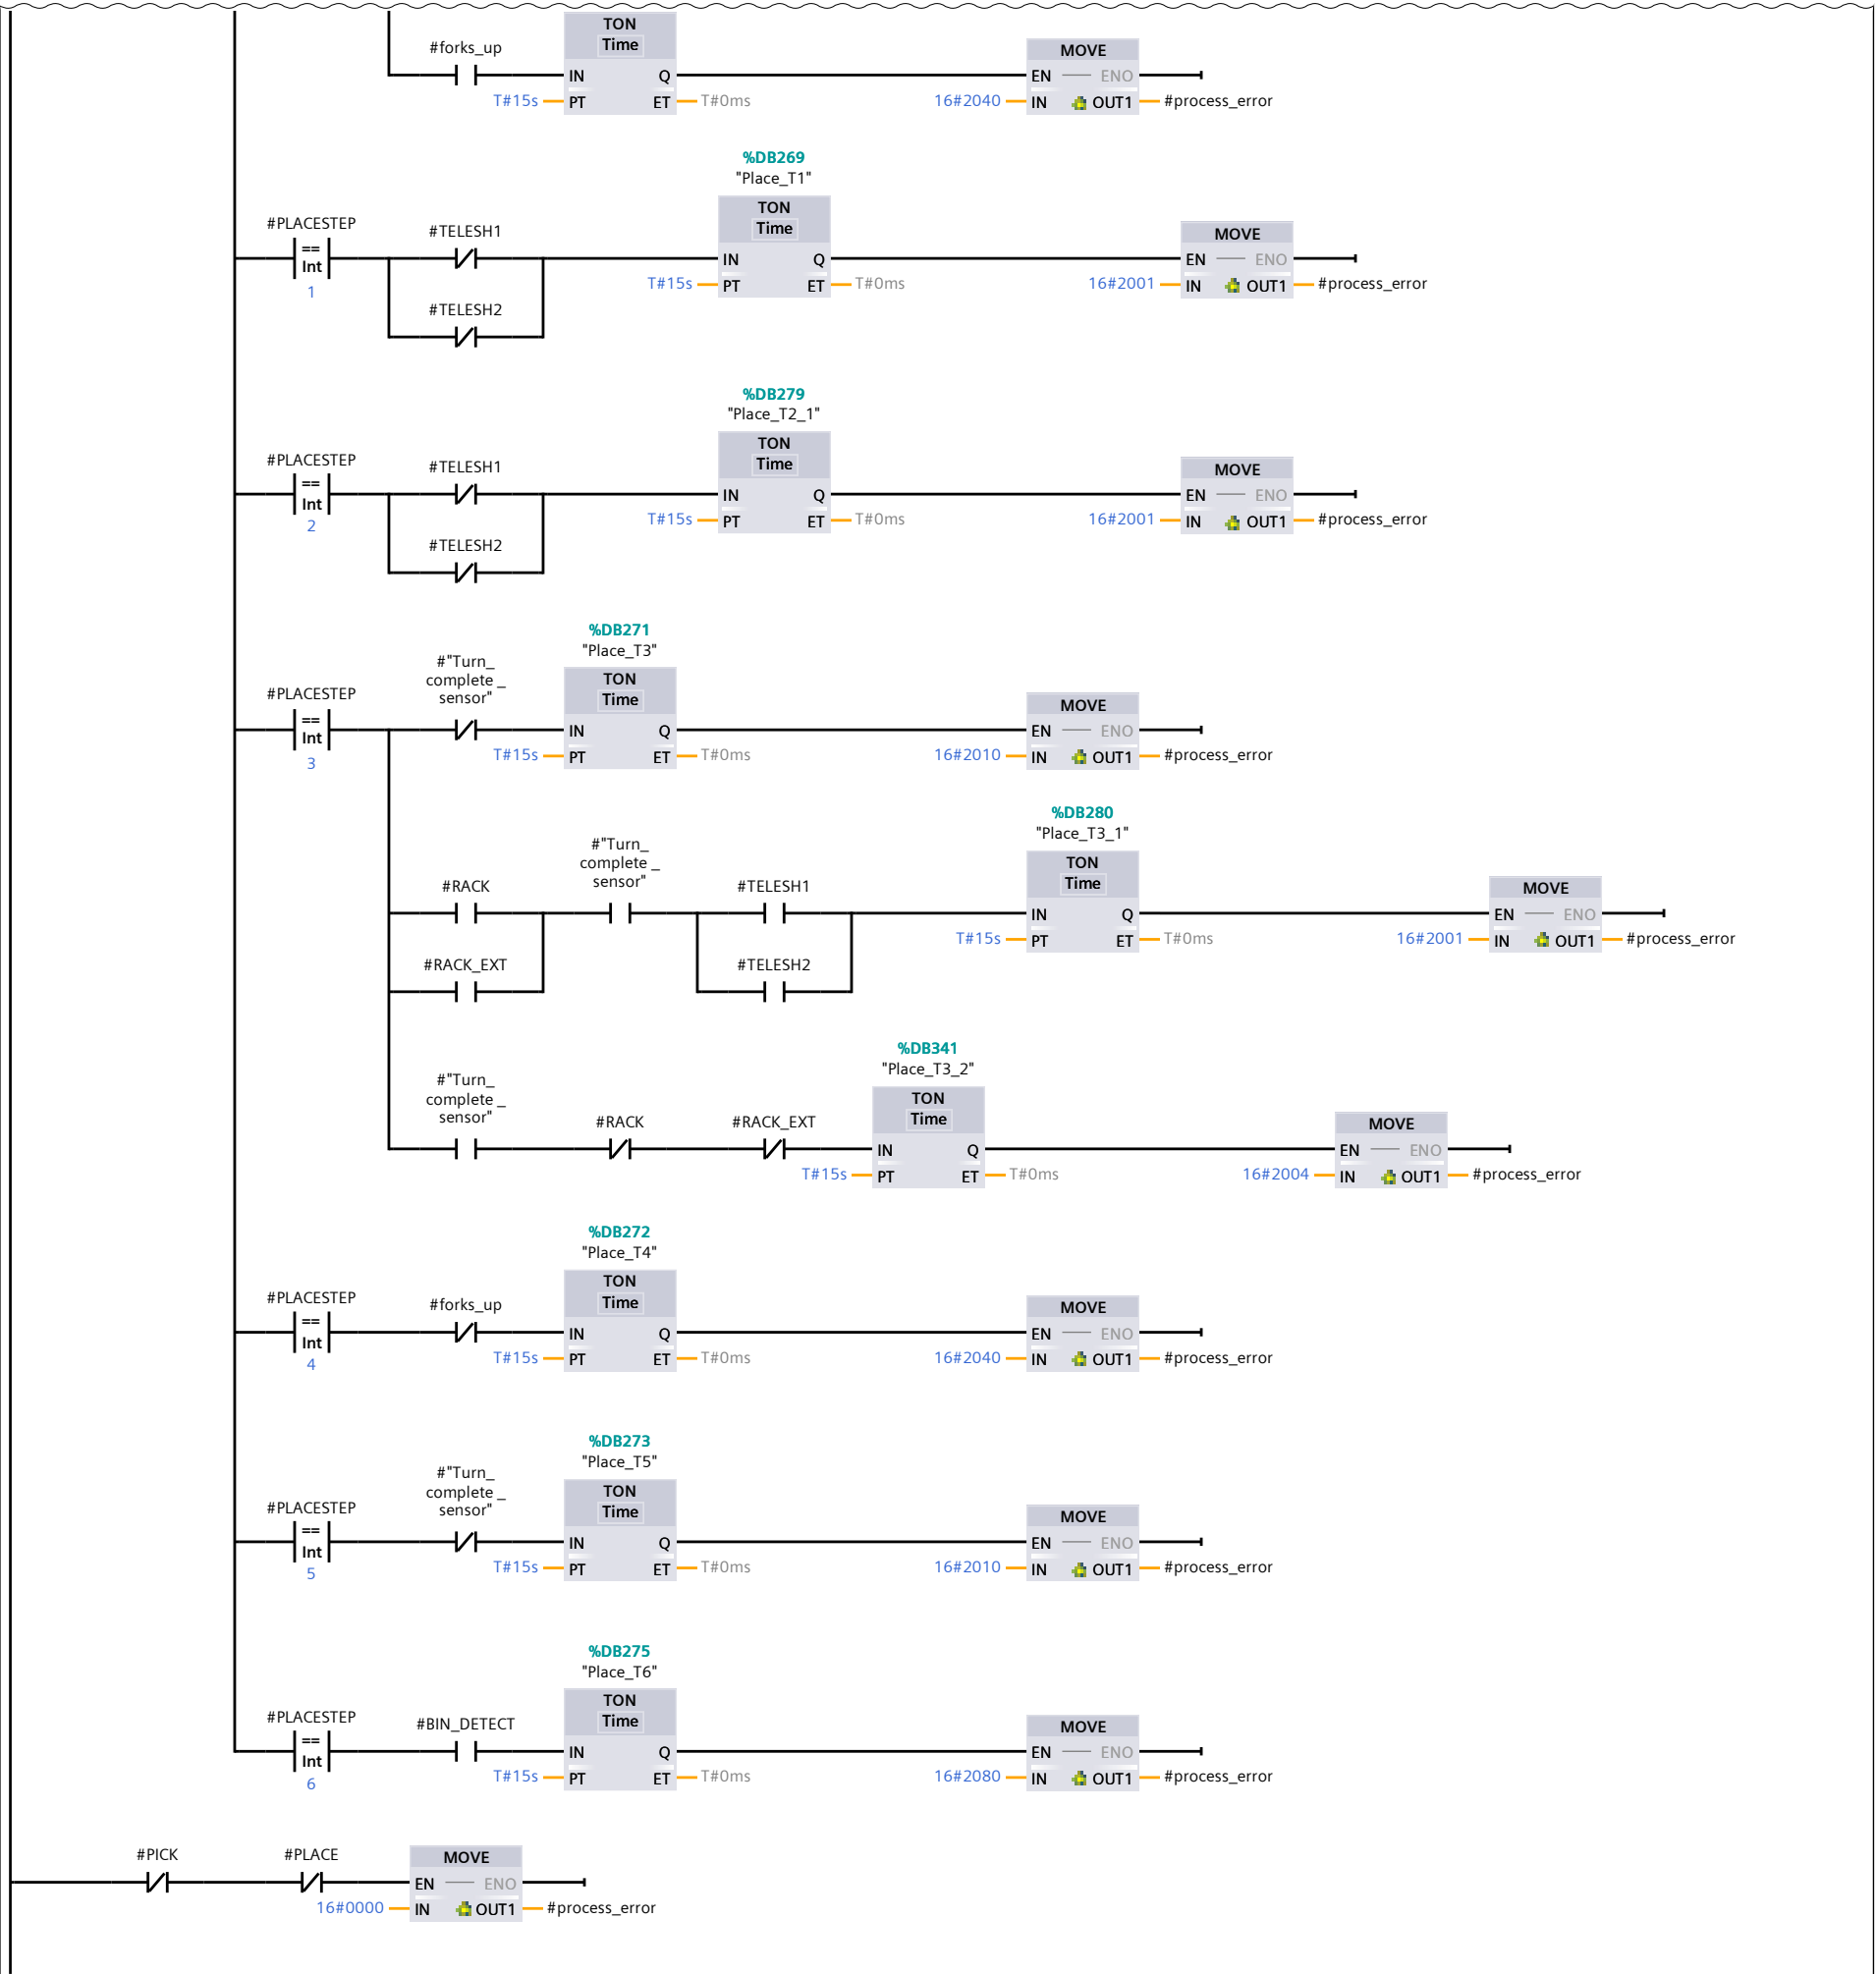 TON
Time
#forks_up
IN Q
T#15s PT ET T#0ms
MOVE
EN ENO
16#2040 IN OUT1 #process_error
%DB269
"Place_T1"
#PLACESTEP
==
Int
1
#TELESH1
#TELESH2
TON
Time
IN Q
T#15s PT ET T#0ms
MOVE
EN ENO
16#2001 IN OUT1 #process_error
%DB279
"Place_T2_1"
#PLACESTEP
==
Int
2
#TELESH1
#TELESH2
TON
Time
IN Q
T#15s PT ET T#0ms
MOVE
EN ENO
16#2001 IN OUT1 #process_error
%DB271
"Place_T3"
#PLACESTEP
==
Int
3
#"Turn_
complete _
sensor"
TON
Time
IN Q
T#15s PT ET T#0ms
MOVE
EN ENO
16#2010 IN OUT1 #process_error
%DB280
"Place_T3_1"
#RACK
#RACK_EXT
#"Turn_
complete _
sensor"
#TELESH1
#TELESH2
TON
Time
IN Q
T#15s PT ET T#0ms
MOVE
EN ENO
16#2001 IN OUT1 #process_error
%DB341
"Place_T3_2"
#"Turn_
complete _
sensor"
#RACK
#RACK_EXT
TON
Time
IN Q
T#15s PT ET T#0ms
MOVE
EN ENO
16#2004 IN OUT1 #process_error
%DB272
"Place_T4"
#PLACESTEP
==
Int
4
#forks_up
TON
Time
IN Q
T#15s PT ET T#0ms
MOVE
EN ENO
16#2040 IN OUT1 #process_error
%DB273
"Place_T5"
#PLACESTEP
==
Int
5
#"Turn_
complete _
sensor"
TON
Time
IN Q
T#15s PT ET T#0ms
MOVE
EN ENO
16#2010 IN OUT1 #process_error
%DB275
"Place_T6"
#PLACESTEP
==
Int
6
#BIN_DETECT
TON
Time
IN Q
T#15s PT ET T#0ms
MOVE
EN ENO
16#2080 IN OUT1 #process_error
#PICK
#PLACE
MOVE
EN ENO
16#0000 IN OUT1 #process_error